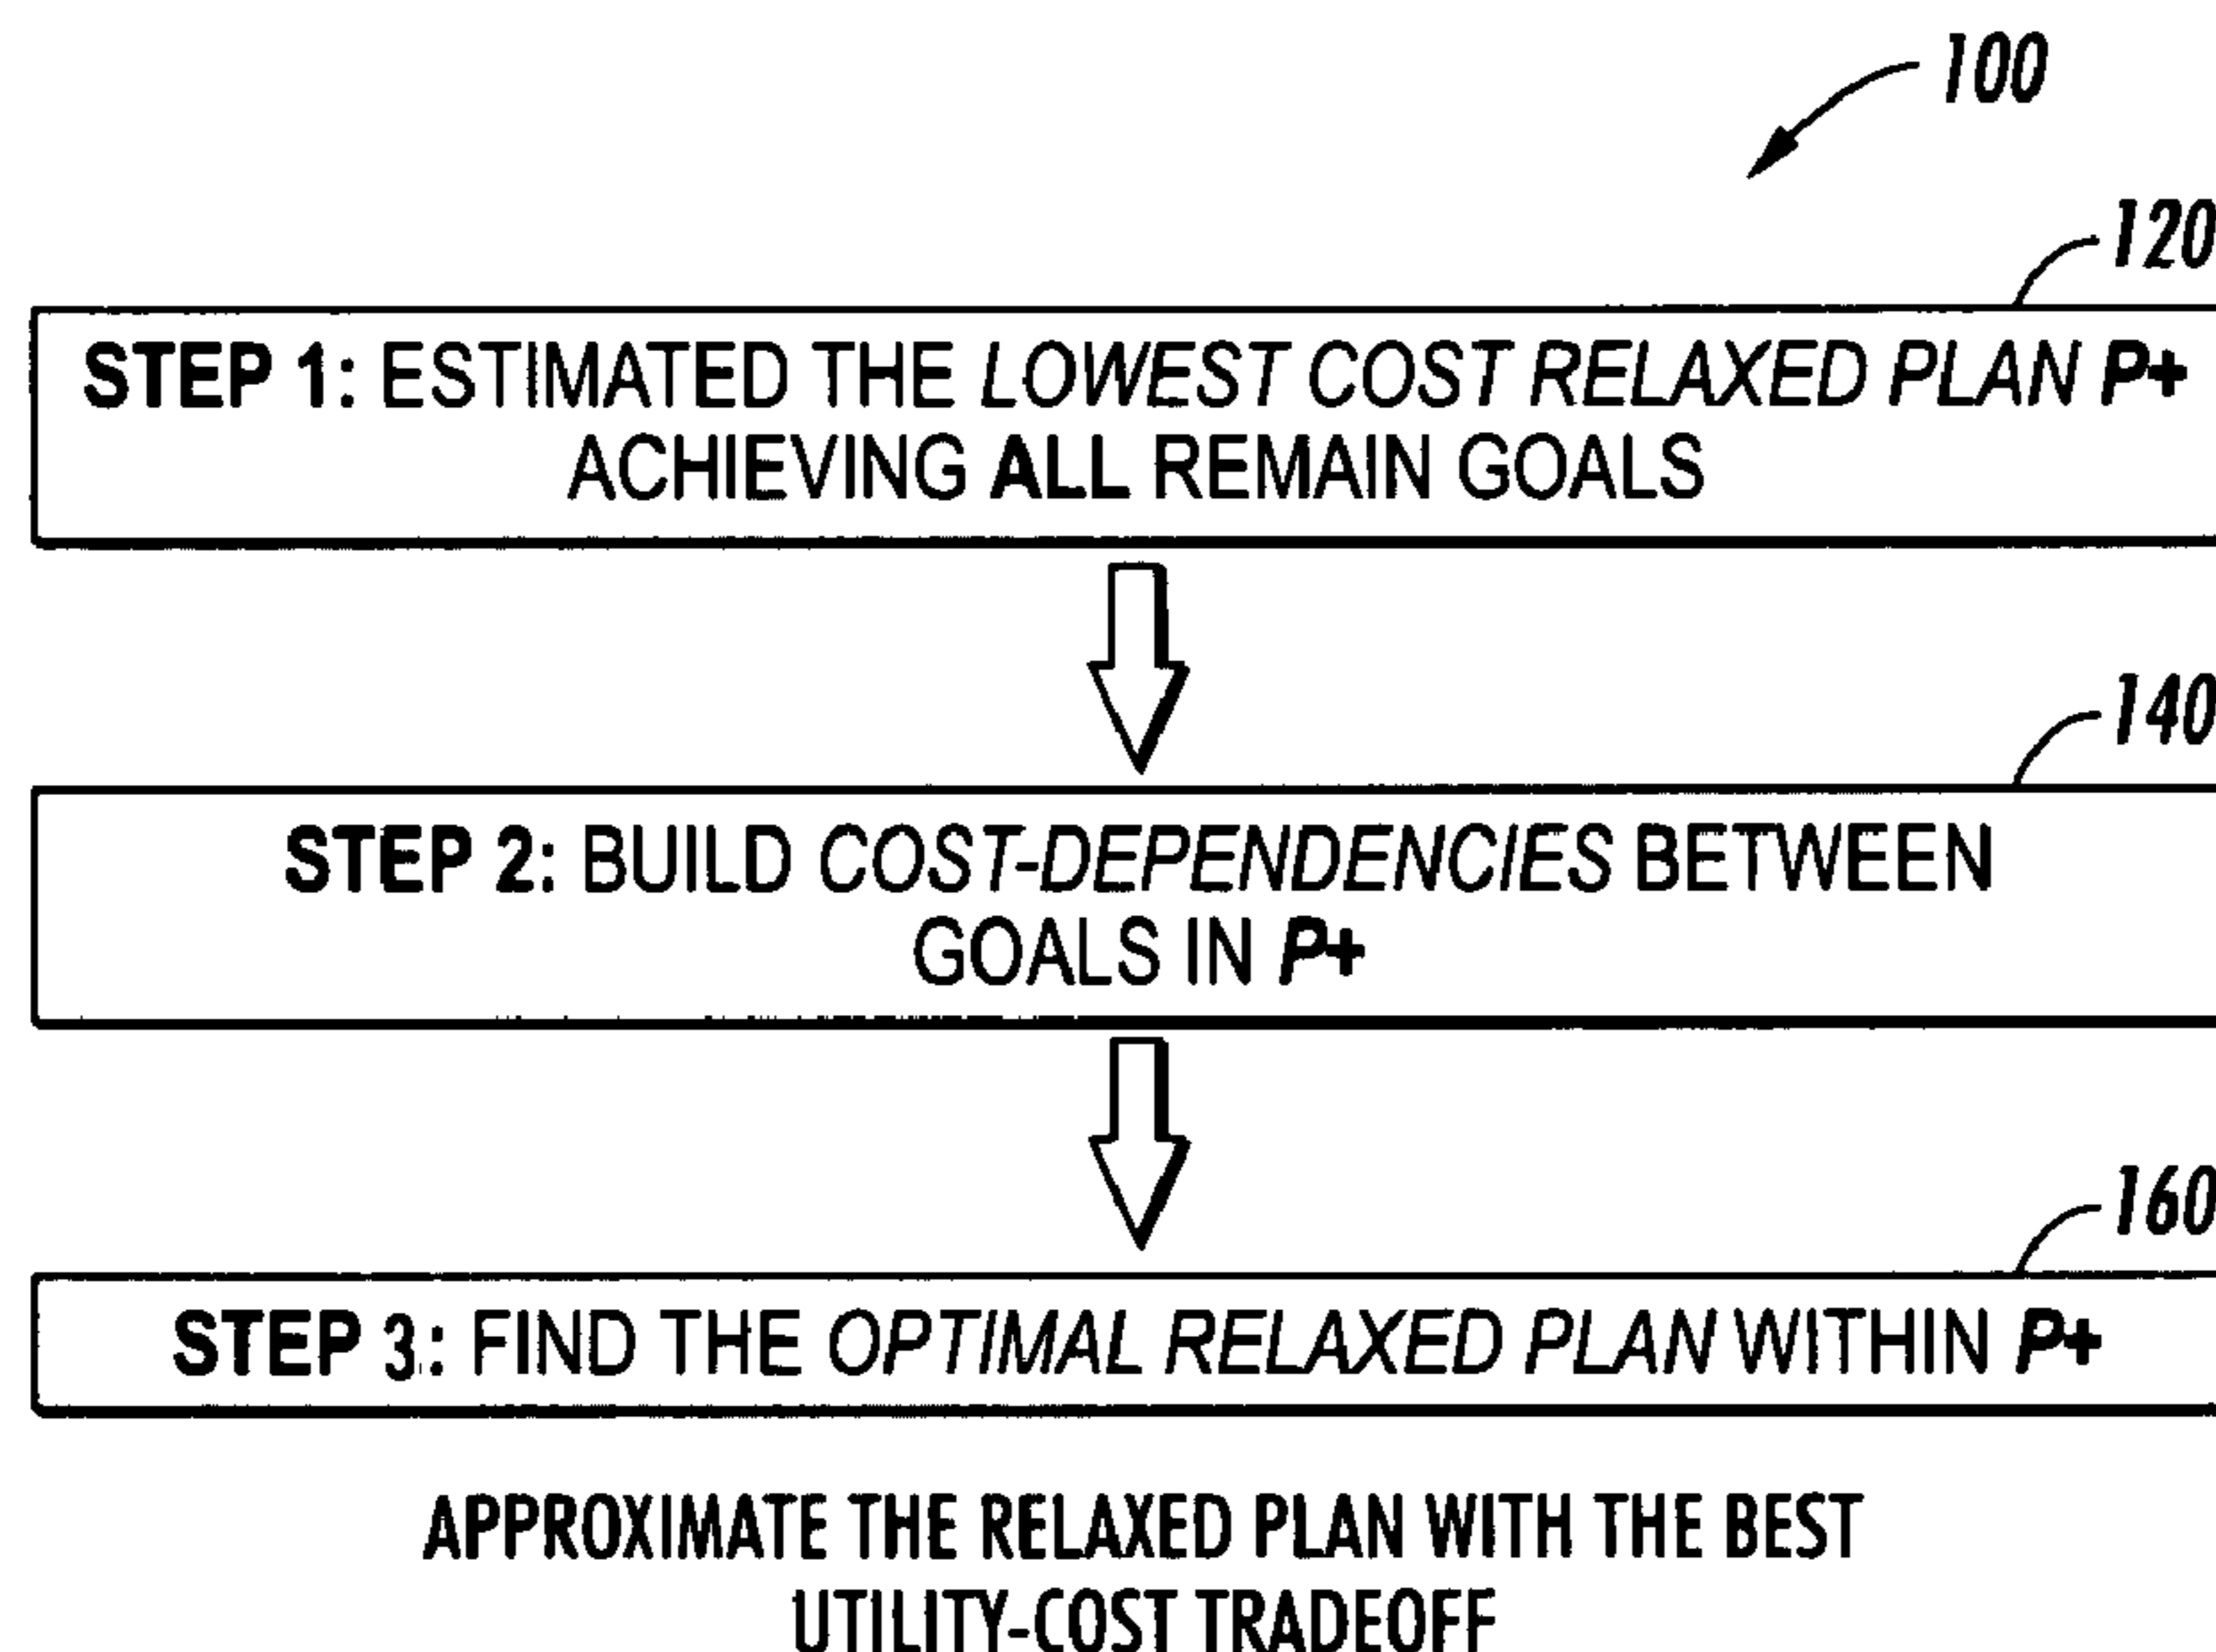 100
120
STEP 1: ESTIMATED THE LOWEST COST RELAXED PLAN P+
ACHIEVING ALL REMAIN GOALS
140
STEP 2: BUILD COST-DEPENDENCIES BETWEEN
GOALS IN P+
160
STEP 3: FIND THE OPTIMAL RELAXED PLAN WITHIN P+
APPROXIMATE THE RELAXED PLAN WITH THE BEST
UTILITY-COST TRADEOFF